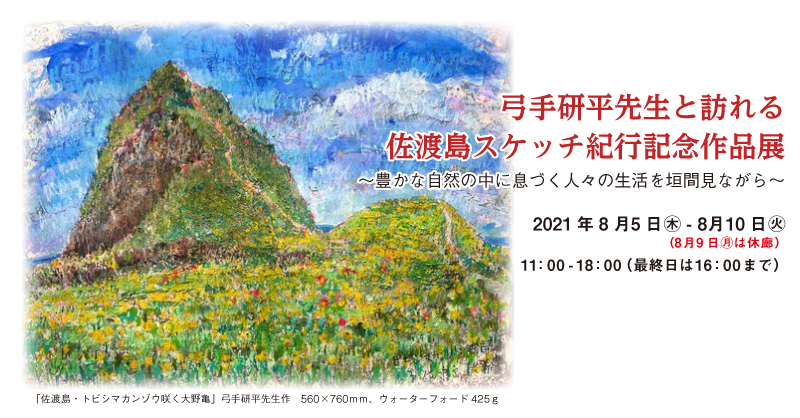 弓手研平先生と訪れる
佐渡島スケッチ紀行記念作品展
〜豊かな自然の中に息づく人々の生活を垣間見ながら〜
2021年8月5日㊍-8月10日㊋
(8月9日㊊は休廊)
11：00-18：00（最終日は16：00まで）
「佐渡島・トビシマカンゾウ咲く大野亀」弓手研平先生作　560×760mm、ウォーターフォード425g